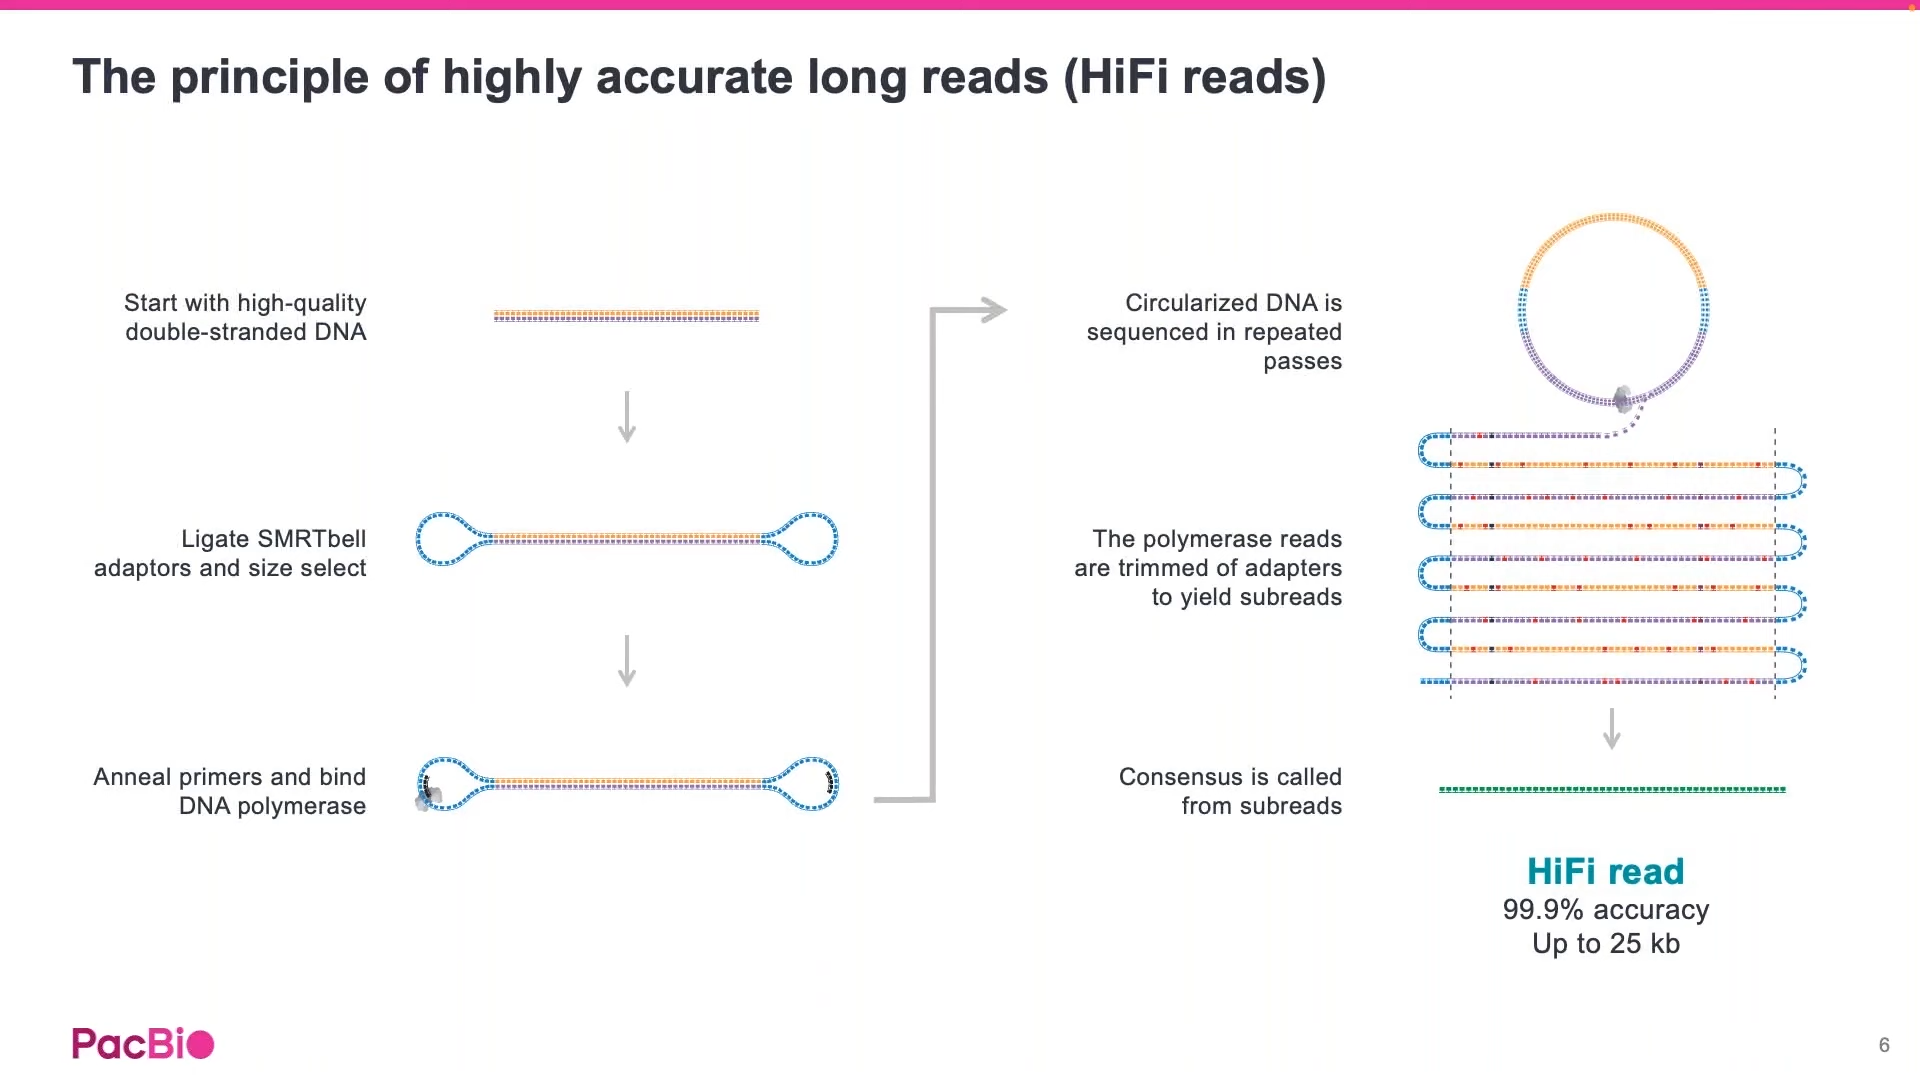 The principle of highly accurate long reads (HiFi reads)
Start with high-quality
double-stranded DNA
Ligate SMRTbell
adaptors and size select
Anneal primers and bind
DNA polymerase
Circularized DNA is
sequenced in repeated
passes
The polymerase reads
are trimmed of adapters
to yield subreads
Consensus is called
from subreads
HiFi read
99.9% accuracy
Up to 25 kb
PacBio
6